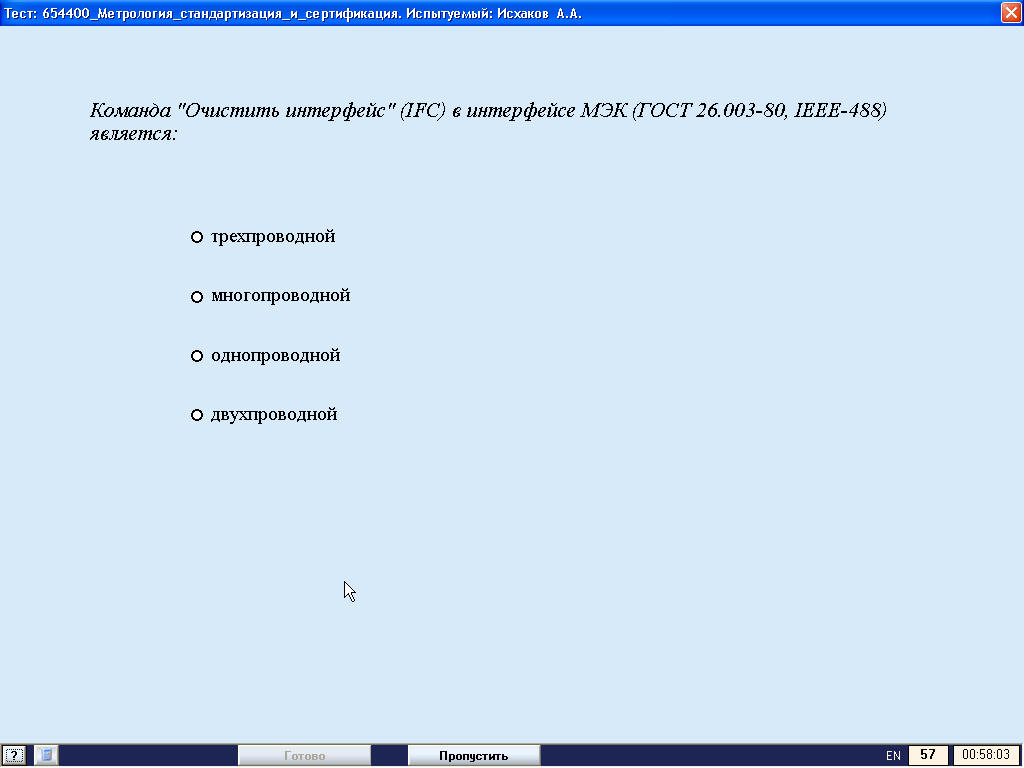 Тест: 654400_Метрология_стандартизация_и_сертификация. Испытуемый: Исхаков А.А.
Команда "Очистить интерфейс" (IFC) в интерфейсе МЭК (ГОСТ 26.003-80, IEEE-488)
является:
трехпроводной
многопроводной
однопроводной
двухпроводной
? Готово Пропустить EN 57 00:58:03